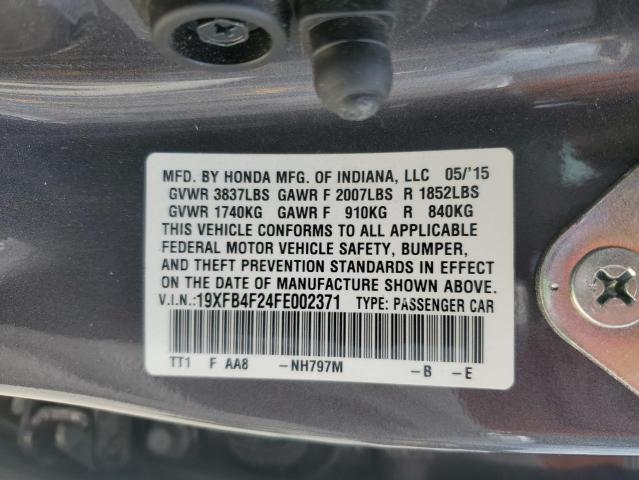 MFD. BY HONDA MFG. OF INDIANA, LLC 05/'15
GVWR 3837LBS GAWR F 2007LBS R 1852LBS
GVWR 1740KG GAWR F 910KG R 840KG
THIS VEHICLE CONFORMS TO ALL APPLICABLE
FEDERAL MOTOR VEHICLE SAFETY, BUMPER,
AND THEFT PREVENTION STANDARDS IN EFFECT
ON THE DATE OF MANUFACTURE SHOWN ABOVE.
V.I.N.:19XFB4F24FE002371 TYPE: PASSENGER CAR
TT1 F AA8 -NH797M -B -E